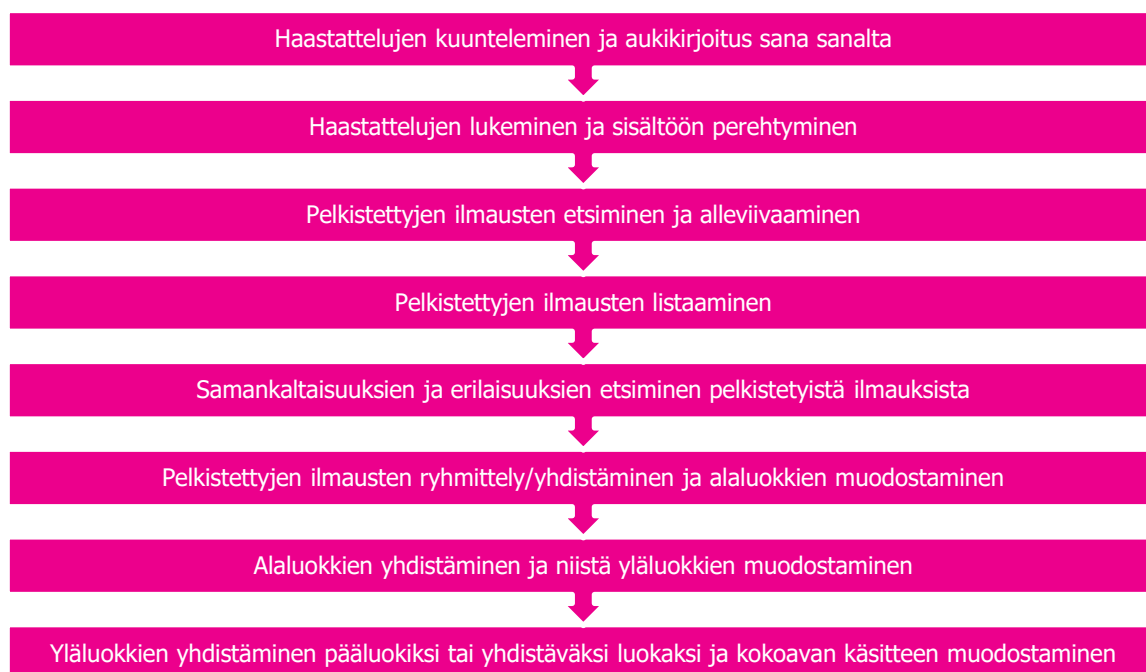 Haastattelujen kuunteleminen ja aukikirjoitus sana sanalta
Haastattelujen lukeminen ja sisältöön perehtyminen
Pelkistettyjen ilmausten etsiminen ja alleviivaaminen
Pelkistettyjen ilmausten listaaminen
Samankaltaisuuksien ja erilaisuuksien etsiminen pelkistetyistä ilmauksista
Pelkistettyjen ilmausten ryhmittely/yhdistäminen ja alaluokkien muodostaminen
Alaluokkien yhdistäminen ja niistä yläluokkien muodostaminen
Yläluokkien yhdistäminen pääluokiksi tai yhdistäväksi luokaksi ja kokoavan käsitteen muodostaminen